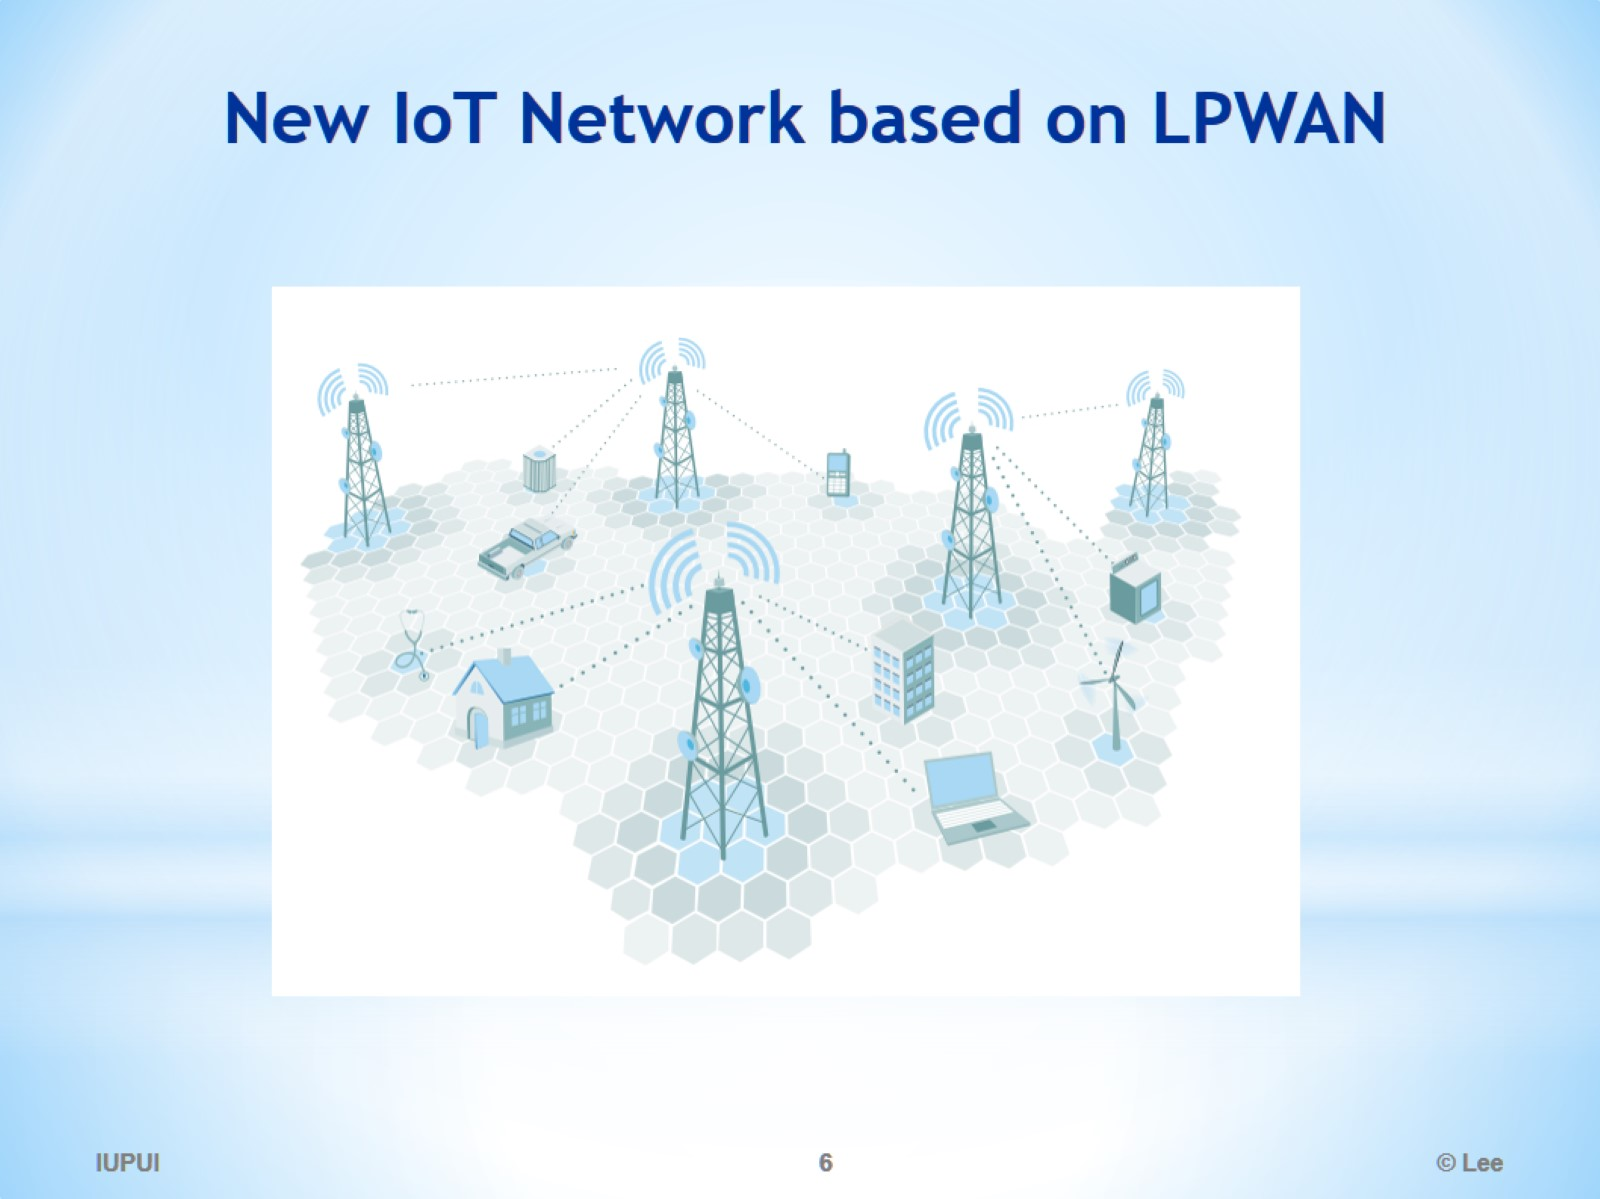 New IoT Network based on LPWAN
IUPUI
6
© Lee